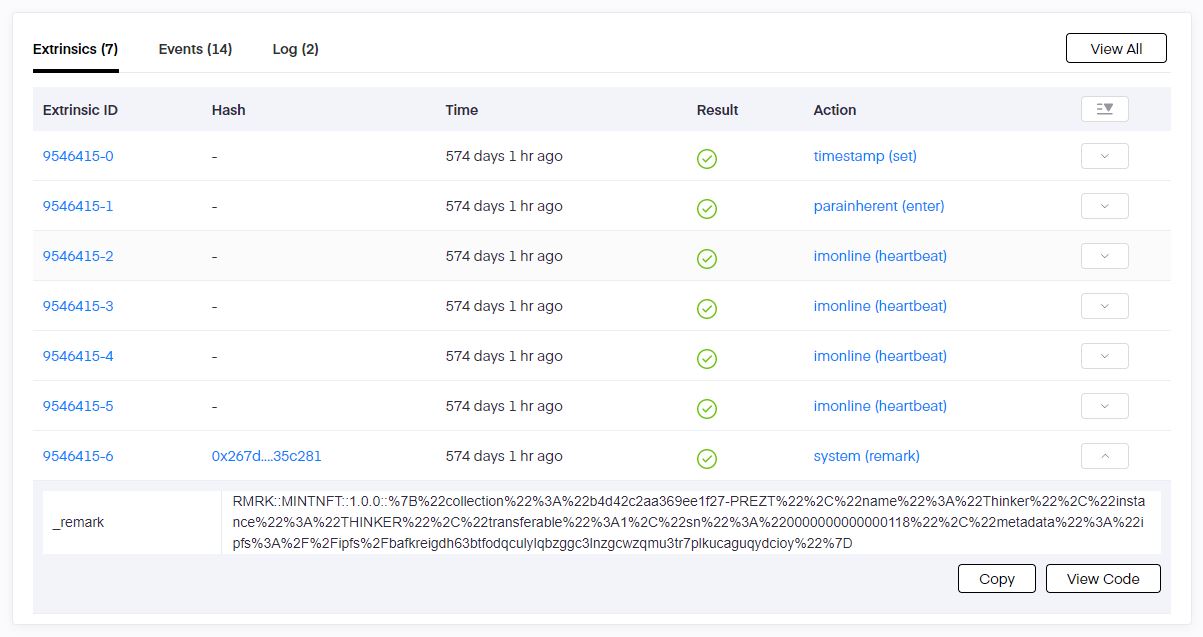 Extrinsics (7) Events (14) Log (2) View All
Extrinsic ID Hash Time Result Action
9546415-0 - 574 days 1 hr ago timestamp (set)
9546415-1 - 574 days 1 hr ago parainherent (enter)
9546415-2 - 574 days 1 hr ago imonline (heartbeat)
9546415-3 - 574 days 1 hr ago imonline (heartbeat)
9546415-4 - 574 days 1 hr ago imonline (heartbeat)
9546415-5 - 574 days 1 hr ago imonline (heartbeat)
9546415-6 0x267d....35c281 574 days 1 hr ago system (remark)
_remark
RMRK::MINTNFT::1.0.0::%7B%22collection%22%3A%22b4d42c2aa369ee1f27-PREZT%22%2C%22name%22%3A%22Thinker%22%2C%22insta
nce%22%3A%22THINKER%22%2C%22transferable%22%3A1%2C%22sn%22%3A%220000000000000118%22%2C%22metadata%22%3A%22i
pfs%3A%2F%2Fipfs%2Fbafkreigdh63btfodqculylqbzggc3lnzgcwzqmu3tr7plkucaguqydcioy%22%7D
Copy View Code